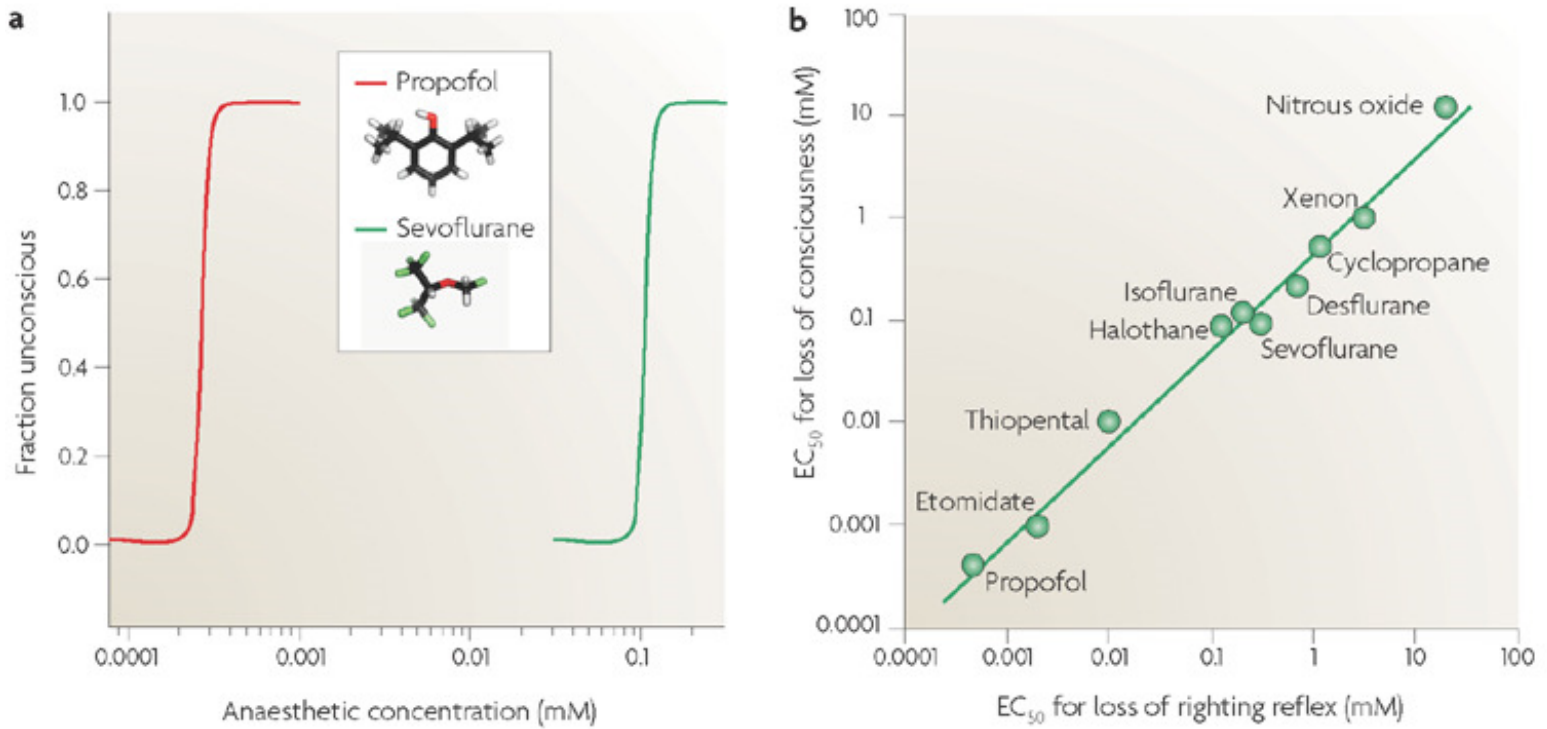 a
Fraction unconscious
1.0
0.8
0.6
0.4
0.2
0.0
Propofol
Sevoflurane
0.0001
0.001
0.01
0.1
Anaesthetic concentration (mM)
b
EC50 for loss of consciousness (mM)
100
10
1
0.1
0.01
0.001
0.0001
Nitrous oxide
Xenon
Cyclopropane
Isoflurane
Desflurane
Halothane
Sevoflurane
Thiopental
Etomidate
Propofol
0.0001
0.001
0.01
0.1
1
10
100
EC50 for loss of righting reflex (mM)